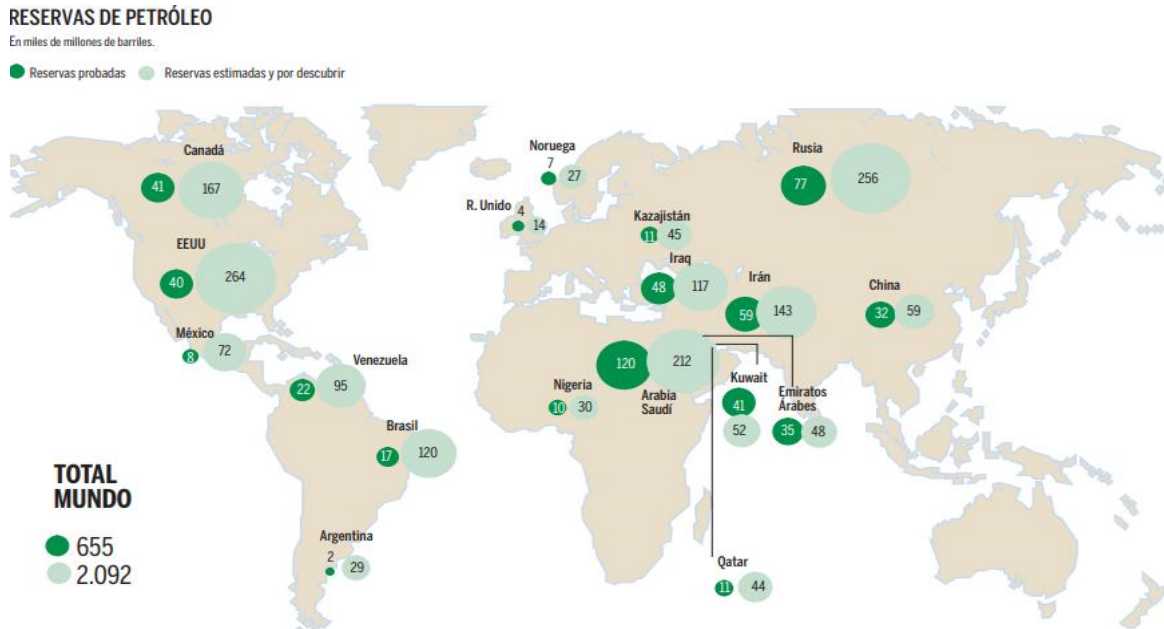 RESERVAS DE PETRÓLEO
En miles de millones de barriles.
Reservas probadas
Reservas estimadas y por descubrir
Canadá
41
167
EEUU
40
264
México
8
72
Venezuela
22
95
Brasil
17
120
Argentina
2
29
Noruega
7
27
R. Unido
4
14
Kazajistán
11
45
Rusia
77
256
Iraq
48
117
Irán
59
143
China
32
59
120
212
Arabia
Saudí
Nigeria
10
30
Kuwait
41
52
Emiratos
Árabes
35
48
Qatar
11
44
TOTAL
MUNDO
655
2.092